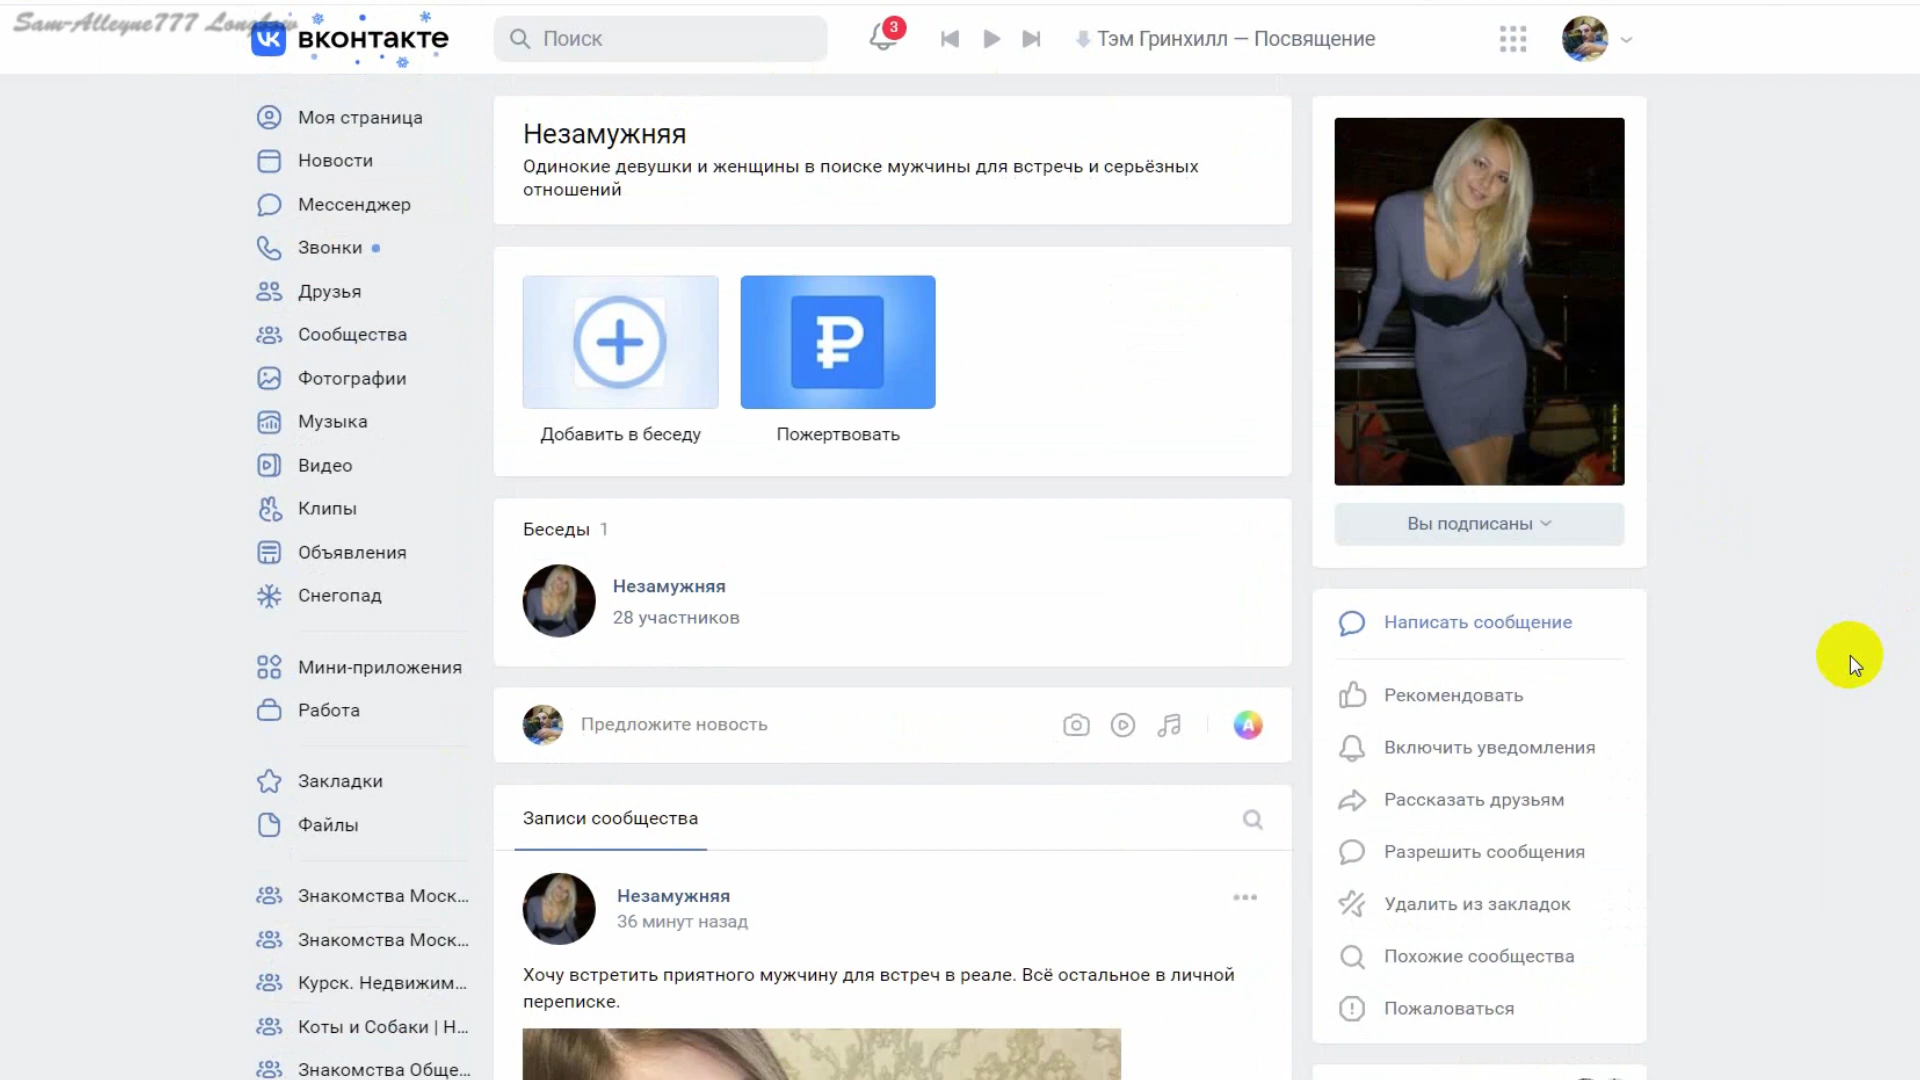 Sam-Alleyne777 Longbow
вконтакте
Поиск
3
Тэм Гринхилл — Посвящение
Моя страница
Новости
Мессенджер
Звонки
Друзья
Сообщества
Фотографии
Музыка
Видео
Клипы
Объявления
Снегопад
Мини-приложения
Работа
Закладки
Файлы
Знакомства Моск...
Знакомства Моск...
Курск. Недвижим...
Коты и Собаки | Н...
Знакомства Обще...
Незамужняя
Одинокие девушки и женщины в поиске мужчины для встречь и серьёзных
отношений
Добавить в беседу
Пожертвовать
Беседы 1
Незамужняя
28 участников
Предложите новость
Записи сообщества
Незамужняя
36 минут назад
Хочу встретить приятного мужчину для встреч в реале. Всё остальное в личной
переписке.
Вы подписаны
Написать сообщение
Рекомендовать
Включить уведомления
Рассказать друзьям
Разрешить сообщения
Удалить из закладок
Похожие сообщества
Пожаловаться